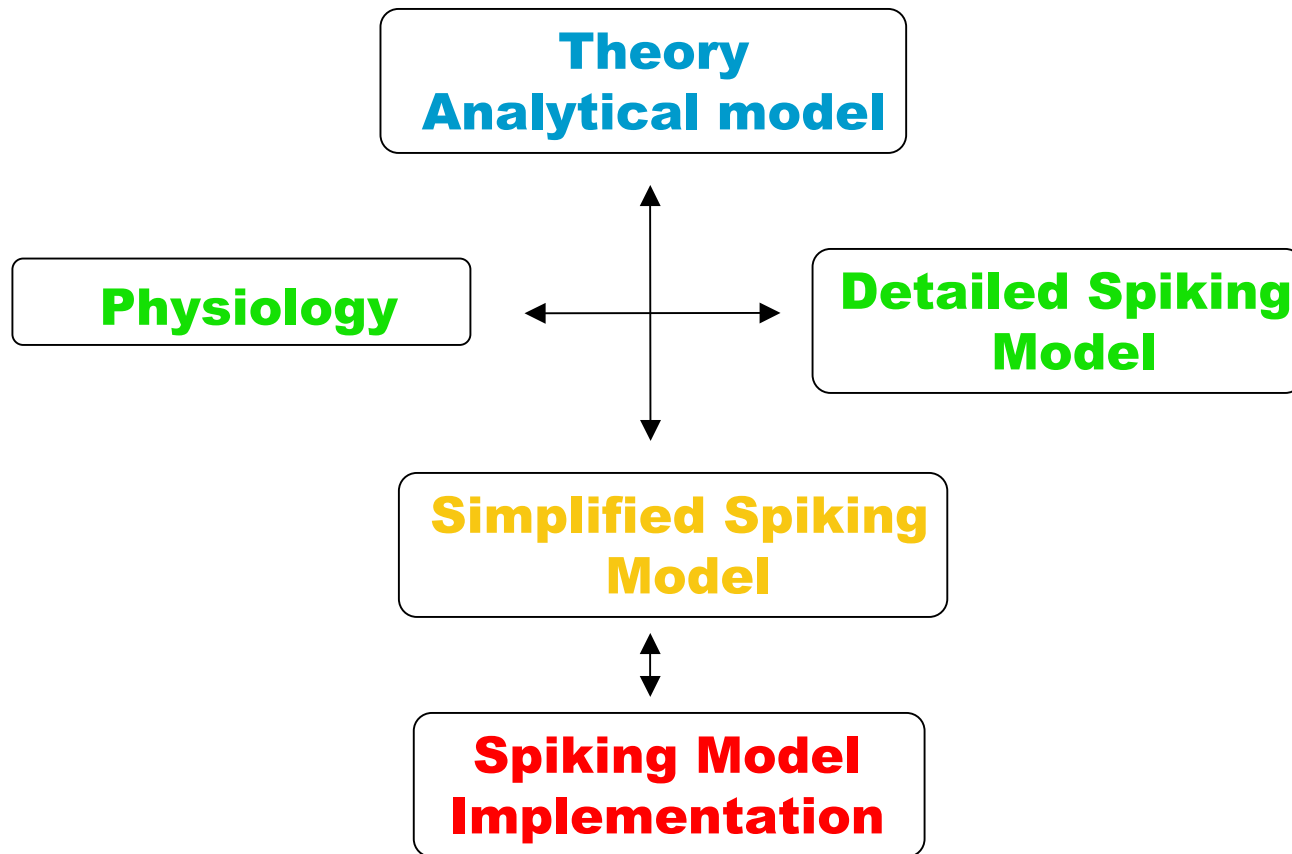 Theory
Analytical model
Physiology
Detailed Spiking
Model
Simplified Spiking
Model
Spiking Model
Implementation